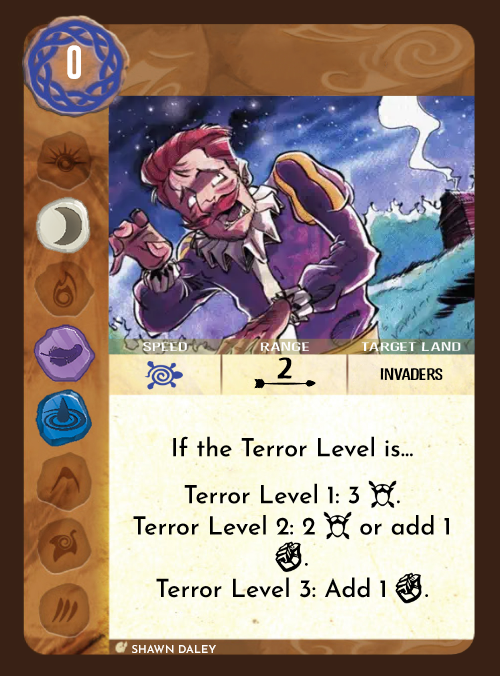 0
SPEED RANGE TARGET LAND
2 INVADERS
If the Terror Level is...
Terror Level 1: 3 .
Terror Level 2: 2 or add 1
.
Terror Level 3: Add 1 .
SHAWN DALEY